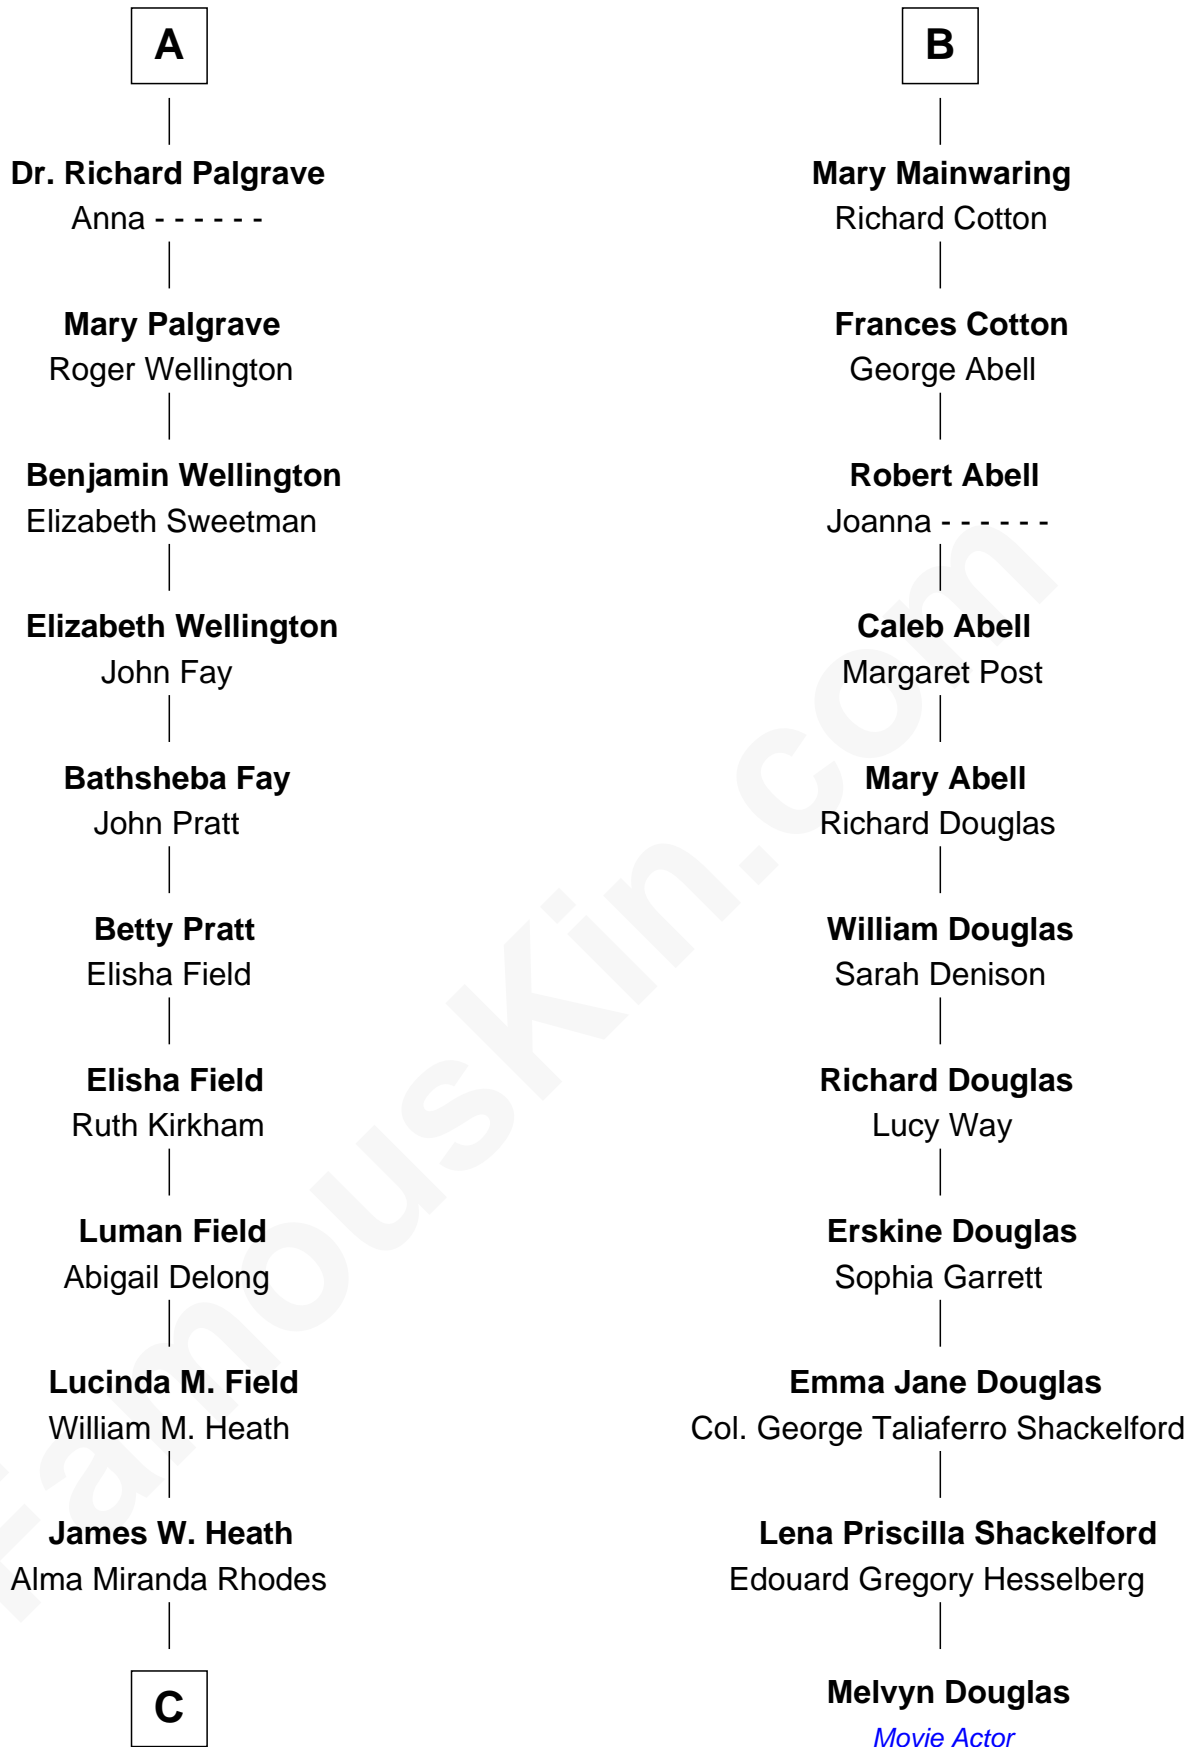 A
Dr. Richard Palgrave
Anna - - - - - -
Mary Palgrave
Roger Wellington
Benjamin Wellington
Elizabeth Sweetman
Elizabeth Wellington
John Fay
Bathsheba Fay
John Pratt
Betty Pratt
Elisha Field
Elisha Field
Ruth Kirkham
Luman Field
Abigail Delong
Lucinda M. Field
William M. Heath
James W. Heath
Alma Miranda Rhodes
C
B
Mary Mainwaring
Richard Cotton
Frances Cotton
George Abell
Robert Abell
Joanna - - - - - -
Caleb Abell
Margaret Post
Mary Abell
Richard Douglas
William Douglas
Sarah Denison
Richard Douglas
Lucy Way
Erskine Douglas
Sophia Garrett
Emma Jane Douglas
Col. George Taliaferro Shackelford
Lena Priscilla Shackelford
Edouard Gregory Hesselberg
Melvyn Douglas
Movie Actor
FamousKin.com